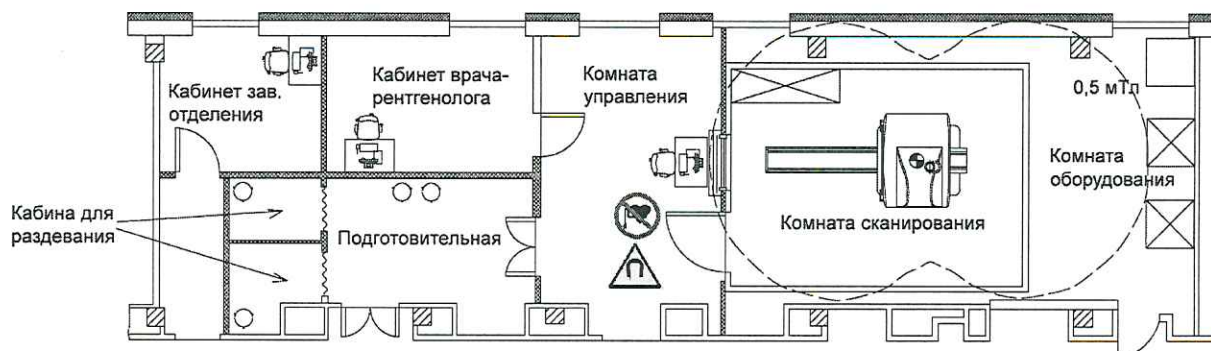 Кабинет зав.
отделения
Кабинет врача-
рентгенолога
Комната
управления
0,5 мТл
Комната
оборудования
Кабина для
раздевания
Подготовительная
Комната сканирования